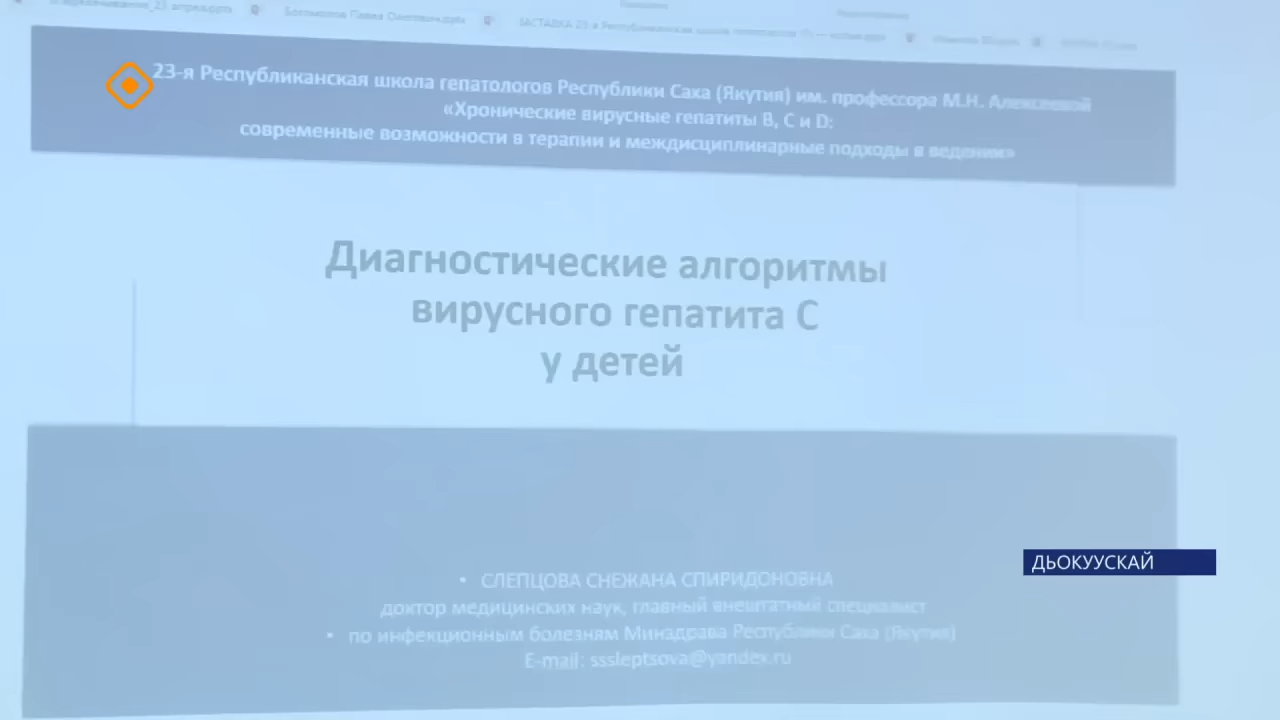 23-я Республиканская школа гепатологов Республики Саха (Якутия) им. профессора М.Н. Алексеевой
«Хронические вирусные гепатиты В, С и D:
современные возможности в терапии и междисциплинарные подходы в ведении»
Диагностические алгоритмы
вирусного гепатита С
у детей
ДЬОКУУСКАЙ
• СЛЕПЦОВА СНЕЖАНА СПИРИДОНОВНА
доктор медицинских наук, главный внештатный специалист
• по инфекционным болезням Минздрава Республики Саха (Якутия)
E-mail: sssleptsova@yandex.ru